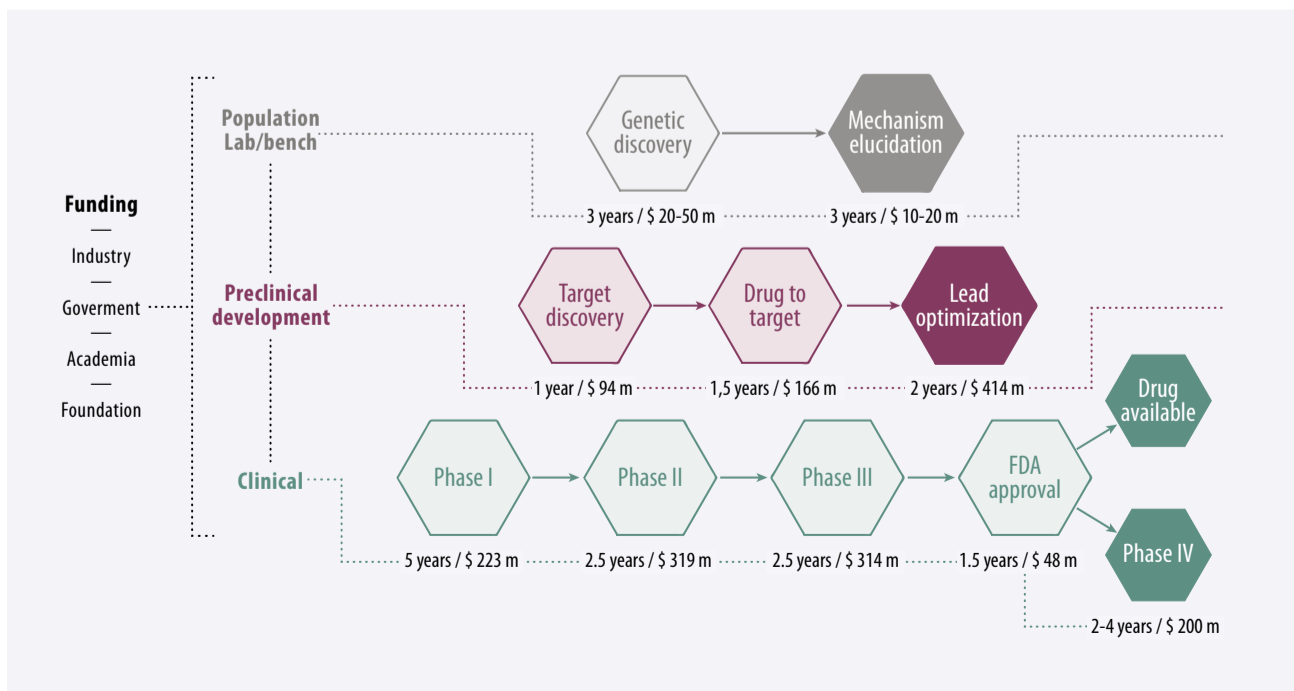 Funding
—
Industry
—
Goverment
—
Academia
—
Foundation
Population
Lab/bench
Genetic
discovery
Mechanism
elucidation
3 years / $ 20-50 m
3 years / $ 10-20 m
Preclinical
development
Target
discovery
Drug to
target
Lead
optimization
1 year / $ 94 m
1,5 years / $ 166 m
2 years / $ 414 m
Clinical
Phase I
Phase II
Phase III
FDA
approval
Drug
available
Phase IV
5 years / $ 223 m
2.5 years / $ 319 m
2.5 years / $ 314 m
1.5 years / $ 48 m
2-4 years / $ 200 m